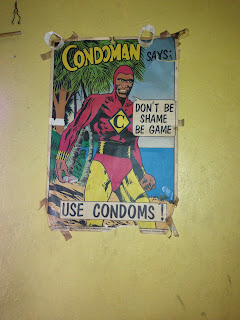 CONDOMAN SAYS:
DON'T BE
SHAME
BE GAME
C
USE CONDOMS!